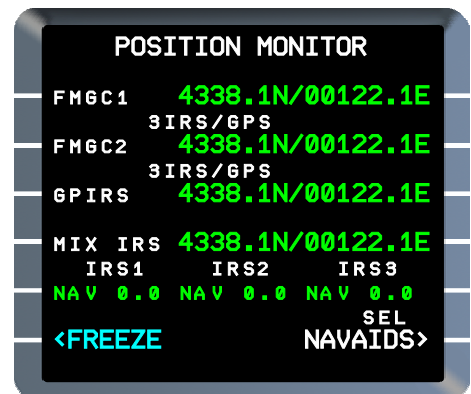 POSITION MONITOR
FMGC1 4338.1N/00122.1E
3IRS/GPS
FMGC2 4338.1N/00122.1E
3IRS/GPS
GPIRS 4338.1N/00122.1E
MIX IRS 4338.1N/00122.1E
IRS1 IRS2 IRS3
NAV 0.0 NAV 0.0 NAV 0.0
SEL
<FREEZE NAVAIDS>